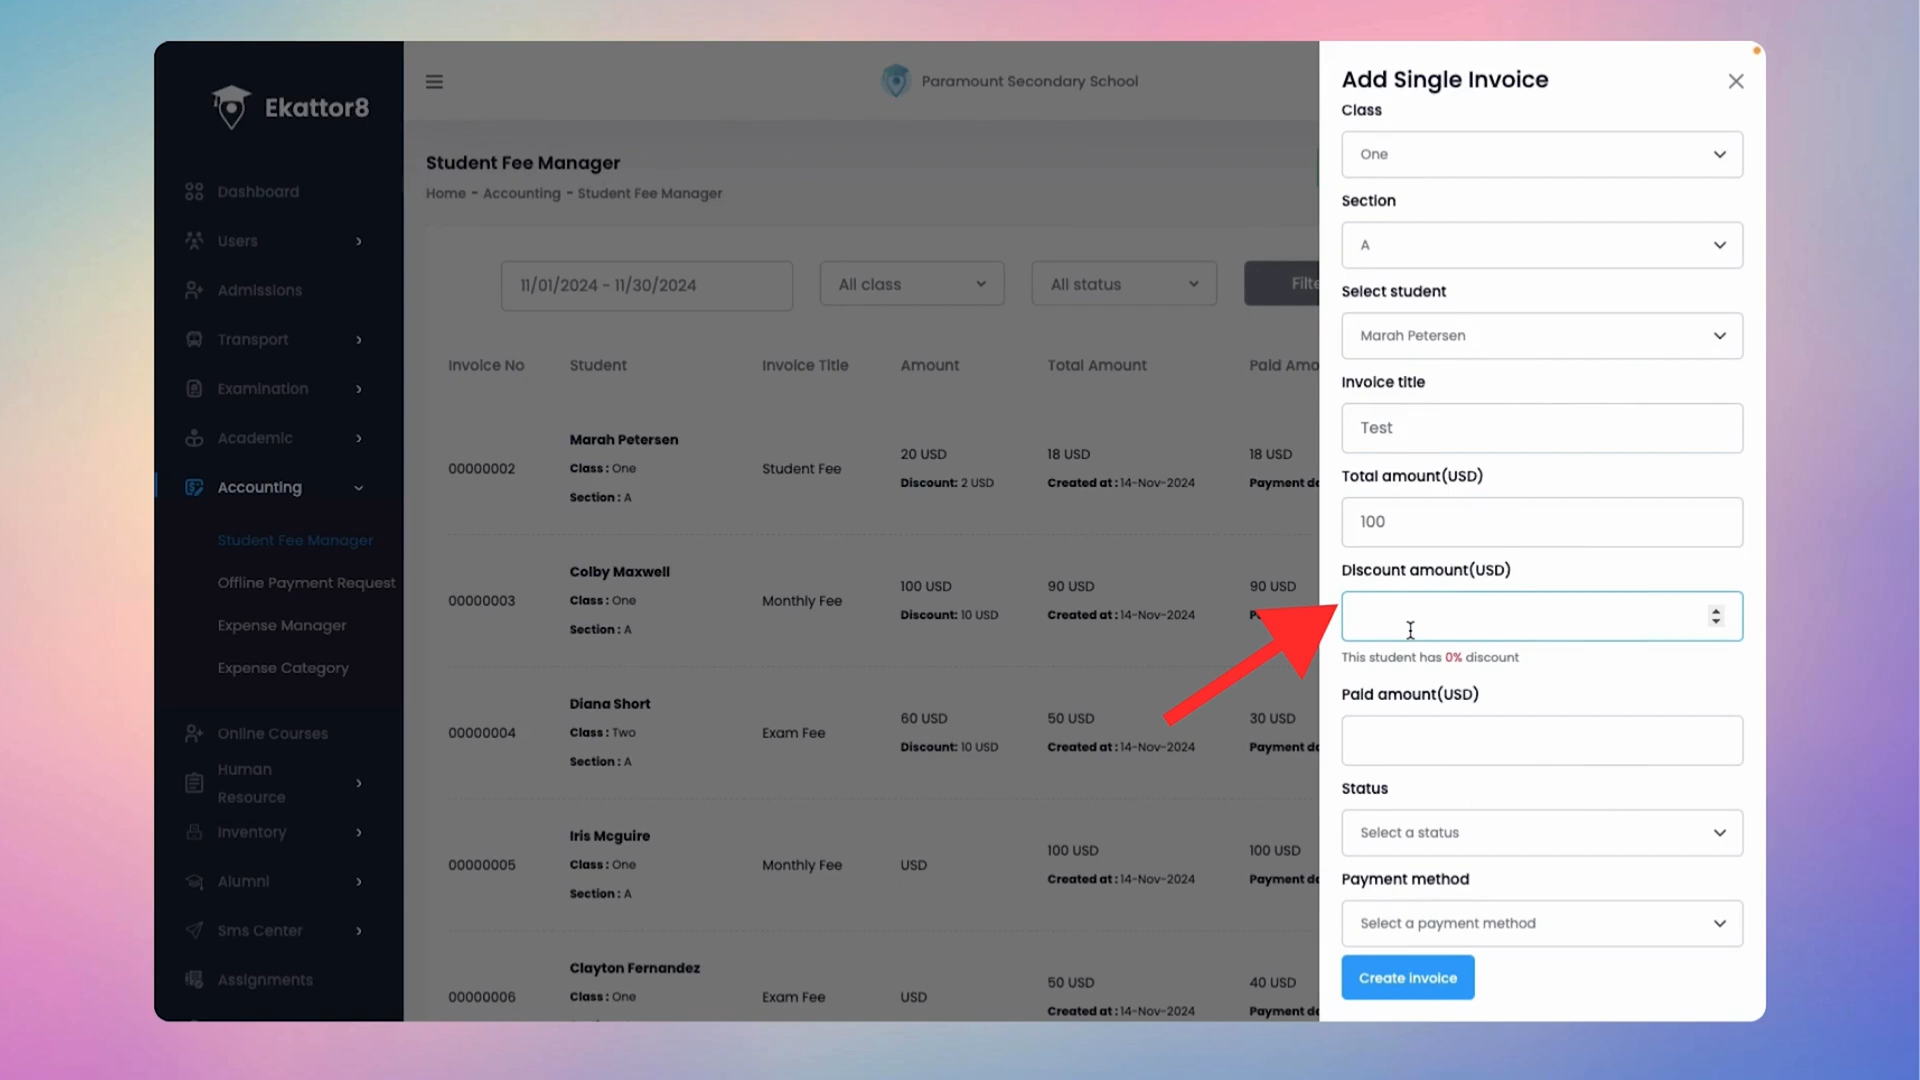 Ekattor8
Dashboard
Users
Admissions
Transport
Examination
Academic
Accounting
Student Fee Manager
Offline Payment Request
Expense Manager
Expense Category
Online Courses
Human
Resource
Inventory
Alumni
Sms Center
Assignments
Paramount Secondary School
Student Fee Manager
Home - Accounting - Student Fee Manager
11/01/2024 - 11/30/2024 All class All status
Invoice No Student Invoice Title Amount Total Amount
Marah Petersen
00000002 Class : One Student Fee 20 USD 18 USD 18 USD
Section : A Discount: 2 USD Created at : 14-Nov-2024 Payment
Colby Maxwell
00000003 Class : One Monthly Fee 100 USD 90 USD 90 USD
Section : A Discount: 10 USD Created at : 14-Nov-2024
Diana Short
00000004 Class : Two Exam Fee 60 USD 50 USD 30 USD
Section : A Discount: 10 USD Created at : 14-Nov-2024 Payment
Iris Mcguire
00000005 Class : One Monthly Fee USD 100 USD 100 USD
Section : A Created at : 14-Nov-2024 Payment
Clayton Fernandez
00000006 Class : One Exam Fee USD 50 USD 40 USD
Created at : 14-Nov-2024 Payment
Add Single Invoice
Class
One
Section
A
Select student
Marah Petersen
Invoice title
Test
Total amount(USD)
100
DIscount amount(USD)
This student has 0% discount
Paid amount(USD)
Status
Select a status
Payment method
Select a payment method
Create invoice